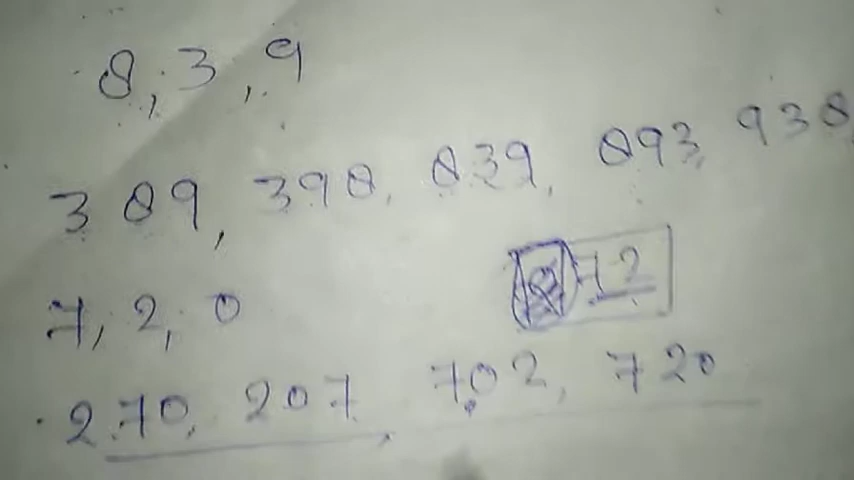 8, 3, 9
389, 398, 839, 893, 938,
72
7, 2, 0
270, 207, 702, 720